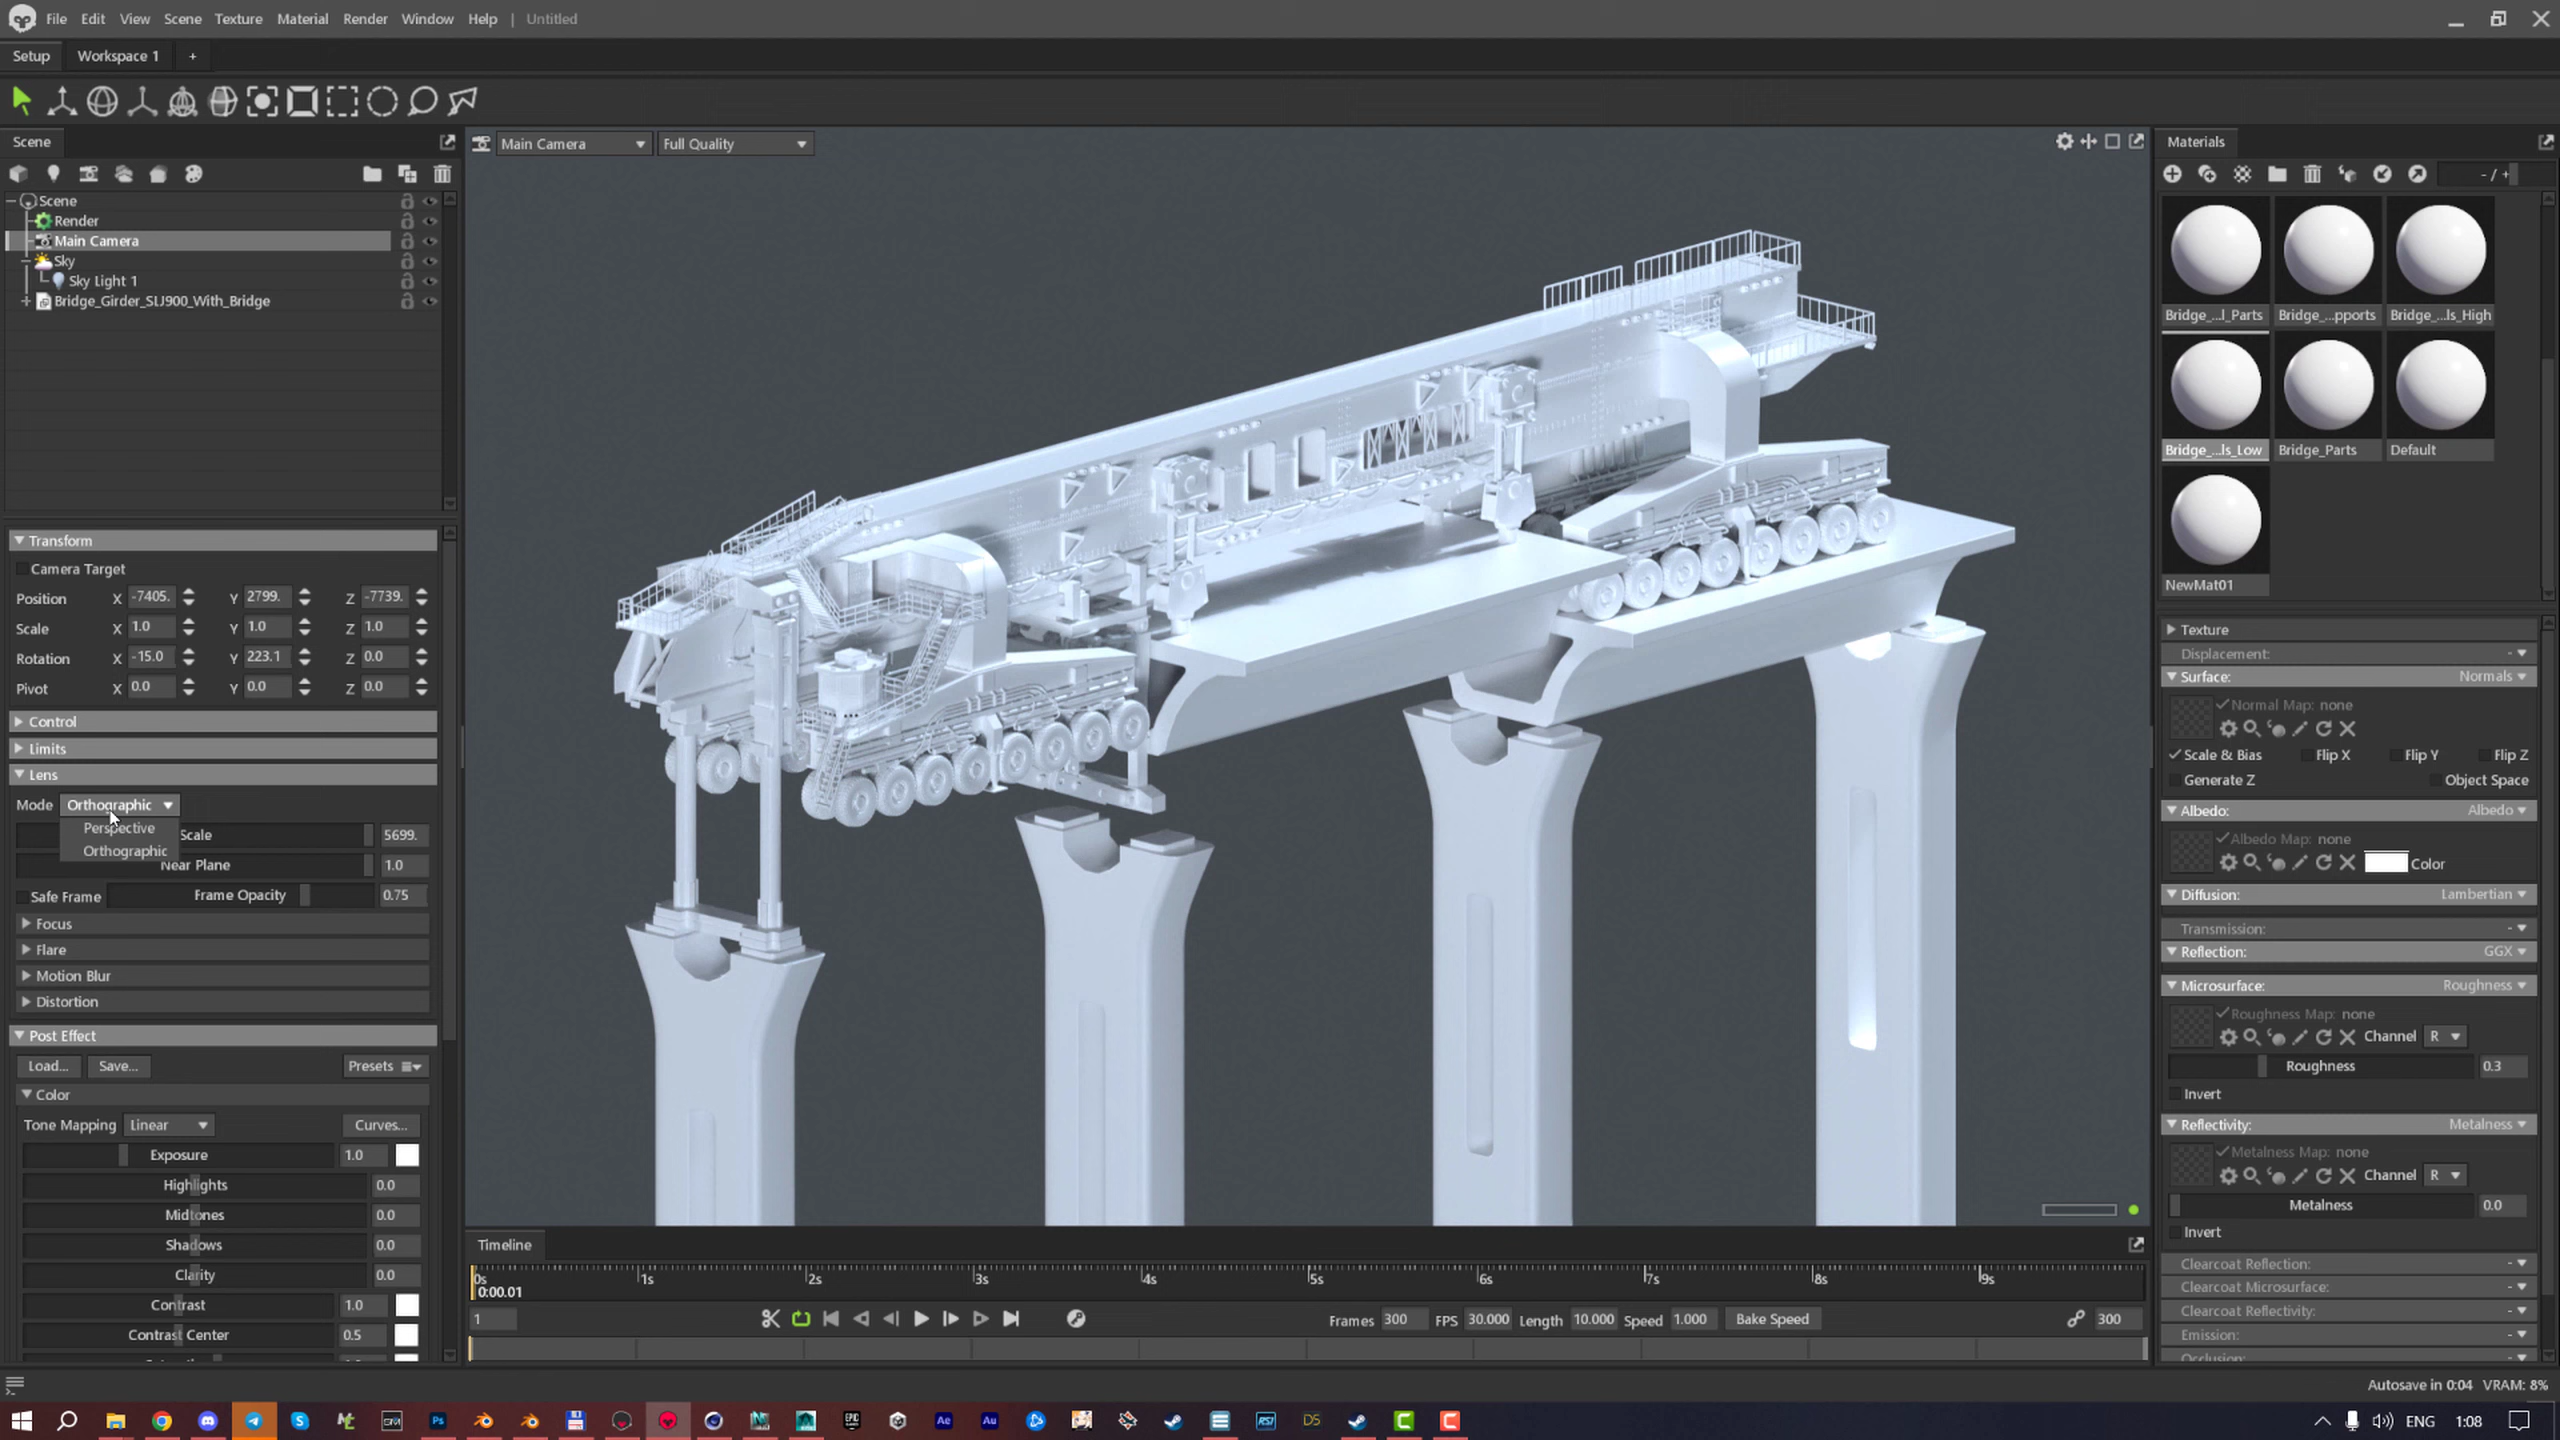 File Edit View Scene Texture Material Render Window Help | Untitled
Setup Workspace 1 +
Scene
Main Camera Full Quality
Materials
- / +
Scene
Render
Main Camera
Sky
Sky Light 1
Bridge_Girder_SLJ900_With_Bridge
Bridge_...l_Parts Bridge_...pports Bridge_...ls_High
Bridge_...ls_Low Bridge_Parts Default
NewMat01
Transform
Camera Target
Position X -7405. Y 2799. Z -7739.
Scale X 1.0 Y 1.0 Z 1.0
Rotation X -15.0 Y 223.1 Z 0.0
Pivot X 0.0 Y 0.0 Z 0.0
Control
Limits
Lens
Mode Orthographic
Perspective
Orthographic
Scale 5699.
Near Plane 1.0
Safe Frame Frame Opacity 0.75
Focus
Flare
Motion Blur
Distortion
Post Effect
Load... Save... Presets
Color
Tone Mapping Linear Curves...
Exposure 1.0
Highlights 0.0
Midtones 0.0
Shadows 0.0
Clarity 0.0
Contrast 1.0
Contrast Center 0.5
Texture
Displacement: -
Surface: Normals
Normal Map: none
Scale & Bias Flip X Flip Y Flip Z
Generate Z Object Space
Albedo: Albedo
Albedo Map: none
Color
Diffusion: Lambertian
Transmission: -
Reflection: GGX
Microsurface: Roughness
Roughness Map: none
Channel R
Roughness 0.3
Invert
Reflectivity: Metalness
Metalness Map: none
Channel R
Metalness 0.0
Invert
Clearcoat Reflection: -
Clearcoat Microsurface: -
Clearcoat Reflectivity: -
Emission: -
Occlusion: -
Timeline
0s 1s 2s 3s 4s 5s 6s 7s 8s 9s
0:00.01
1 Frames 300 FPS 30.000 Length 10.000 Speed 1.000 Bake Speed 300
Autosave in 0:04 VRAM: 8%
Ps EPIC Ae Au RSI DS ENG 1:08